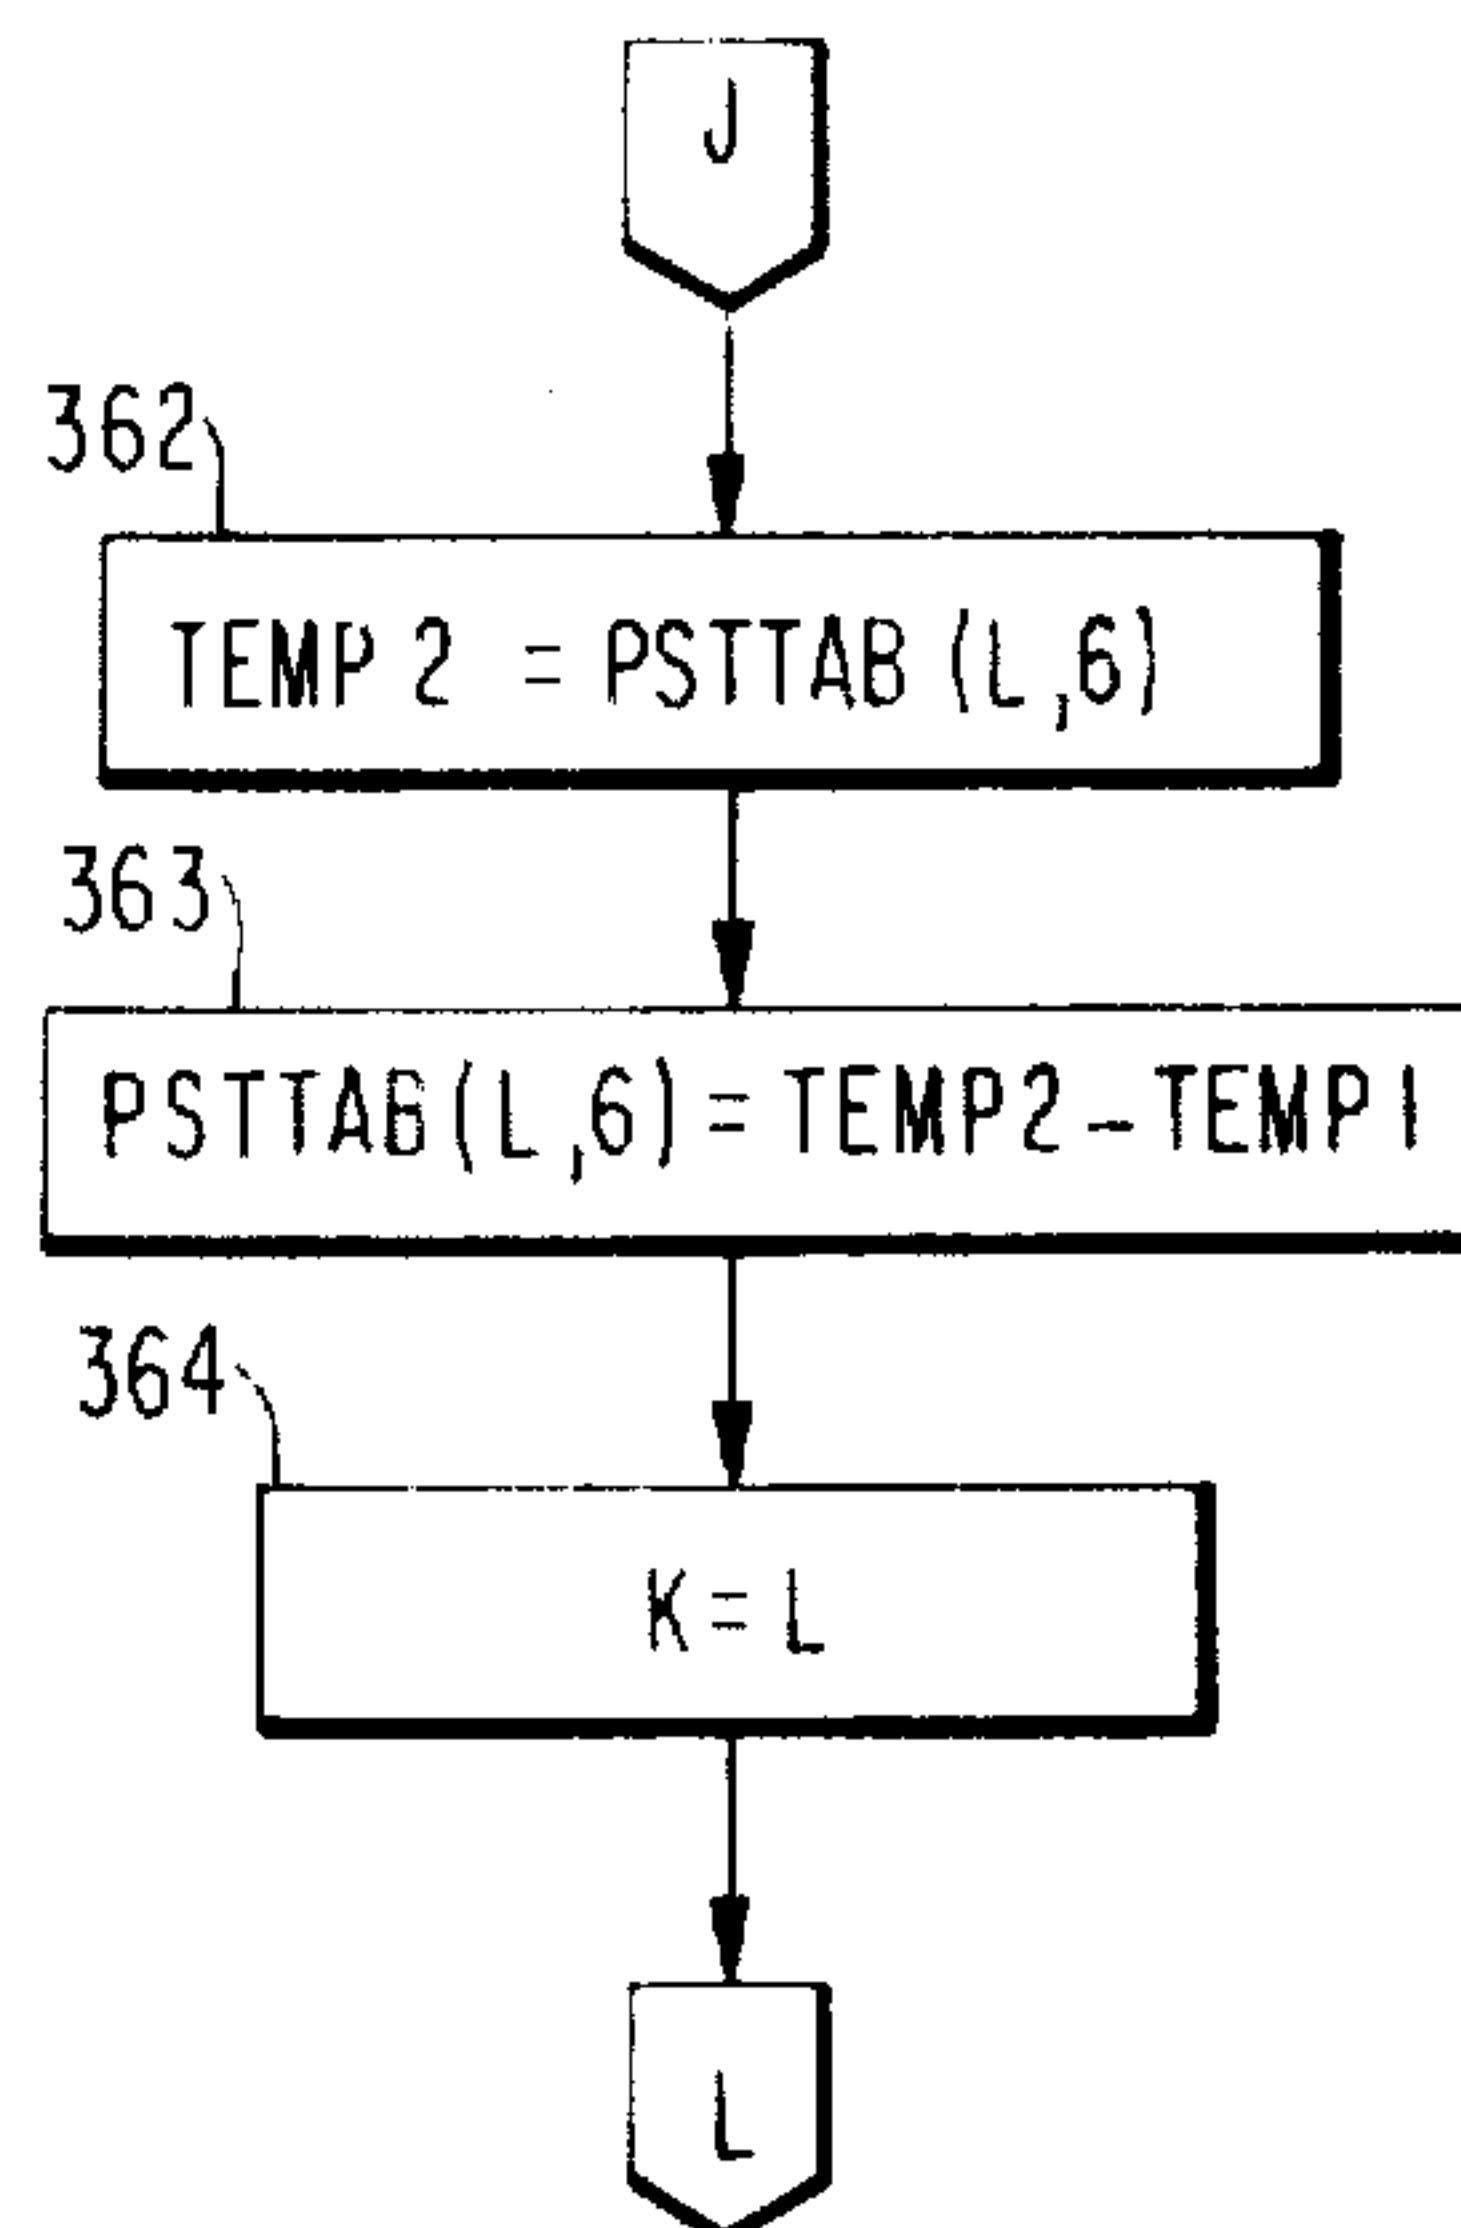 J
362
TEMP 2 = PSTTAB (L,6)
363
PSTTAB(L,6) = TEMP2-TEMP1
364
K=L
L